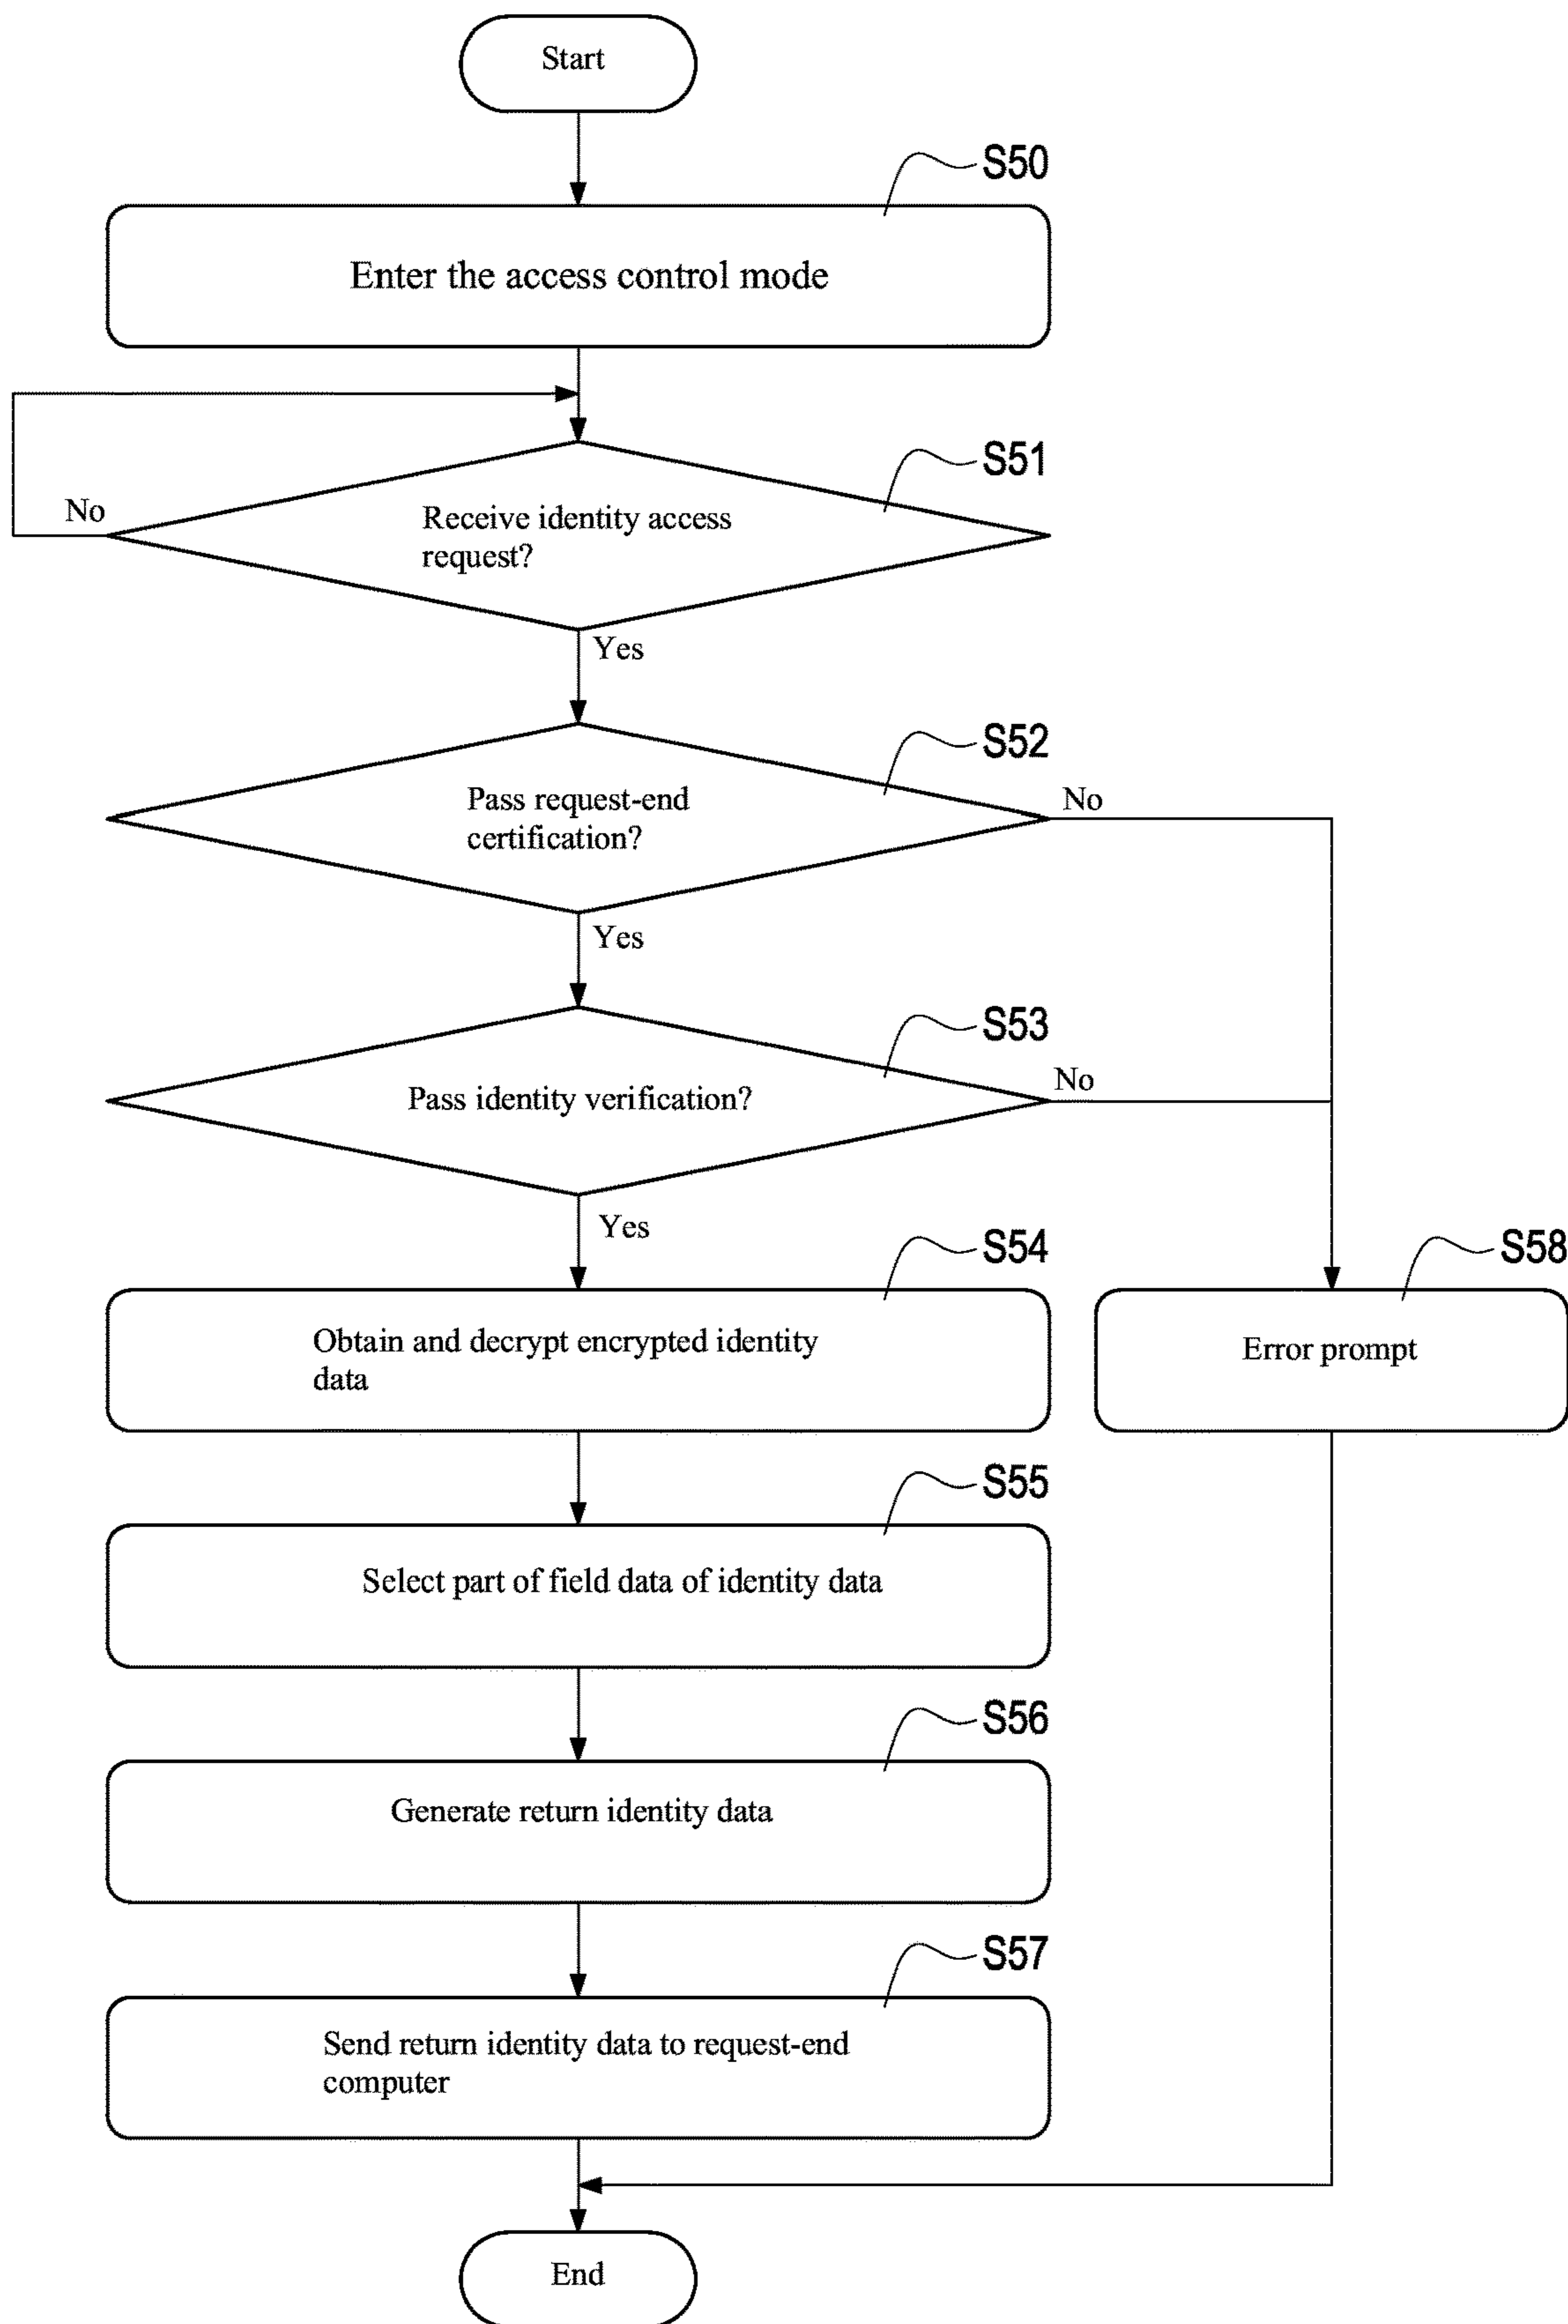 Start
S50
Enter the access control mode
S51
No
Receive identity access
request?
Yes
S52
Pass request-end
certification?
No
Yes
S53
Pass identity verification?
No
Yes
S54
S58
Obtain and decrypt encrypted identity
data
Error prompt
S55
Select part of field data of identity data
S56
Generate return identity data
S57
Send return identity data to request-end
computer
End